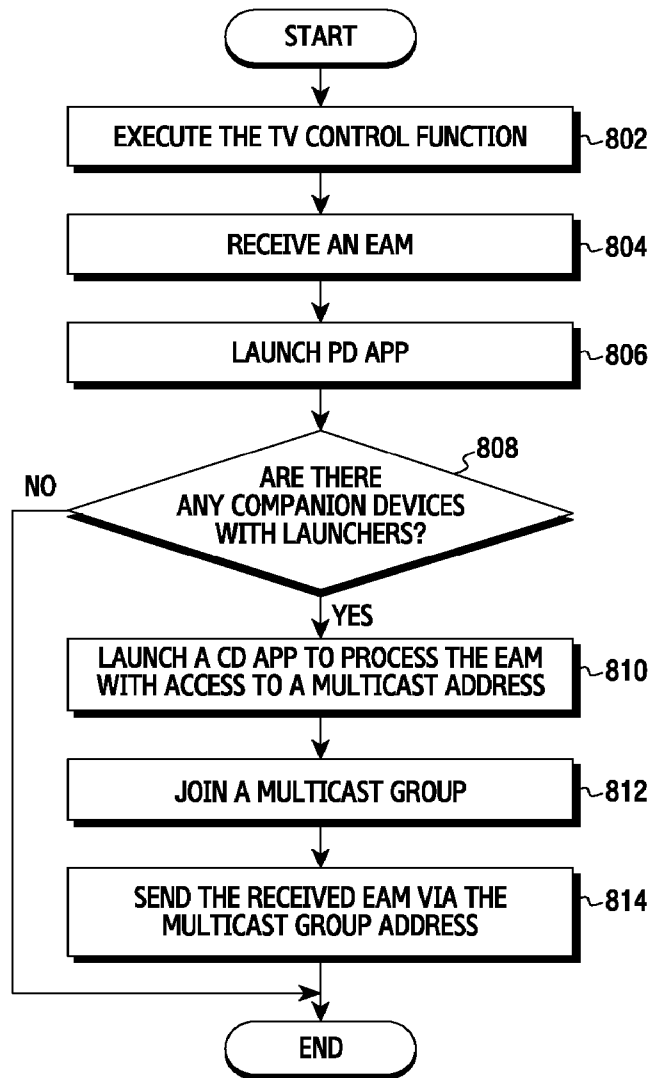 START
EXECUTE THE TV CONTROL FUNCTION
802
RECEIVE AN EAM
804
LAUNCH PD APP
806
808
ARE THERE
ANY COMPANION DEVICES
WITH LAUNCHERS?
NO
YES
LAUNCH A CD APP TO PROCESS THE EAM
WITH ACCESS TO A MULTICAST ADDRESS
810
JOIN A MULTICAST GROUP
812
SEND THE RECEIVED EAM VIA THE
MULTICAST GROUP ADDRESS
814
END